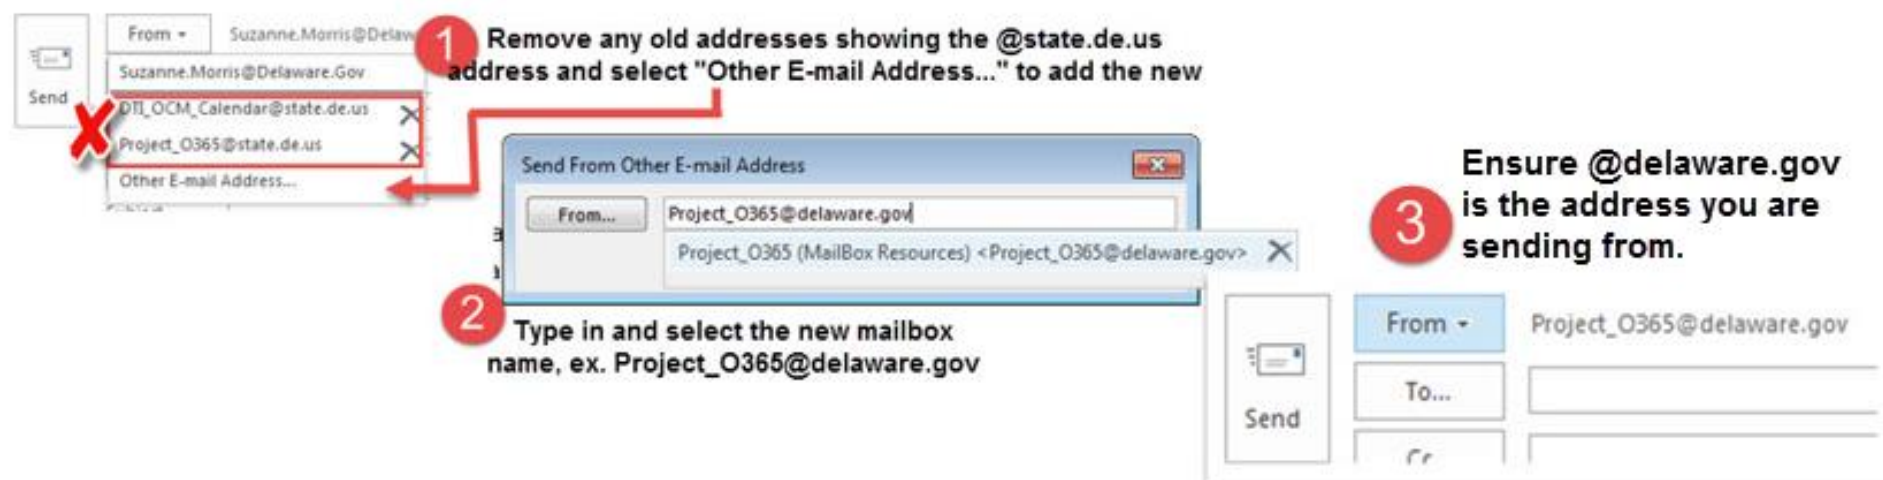 From
Suzanne.Morris@Delaw
Suzanne.Morris@Delaware.Gov
Send
DTI_OCM_Calendar@state.de.us
Project_O365@state.de.us
Other E-mail Address...
1
Remove any old addresses showing the @state.de.us
address and select "Other E-mail Address..." to add the new
Send From Other E-mail Address
From...
Project_O365@delaware.gov
Project_O365 (MailBox Resources) <Project_O365@delaware.gov>
2
Type in and select the new mailbox
name, ex. Project_O365@delaware.gov
3
Ensure @delaware.gov
is the address you are
sending from.
From
Project_O365@delaware.gov
To...
Send